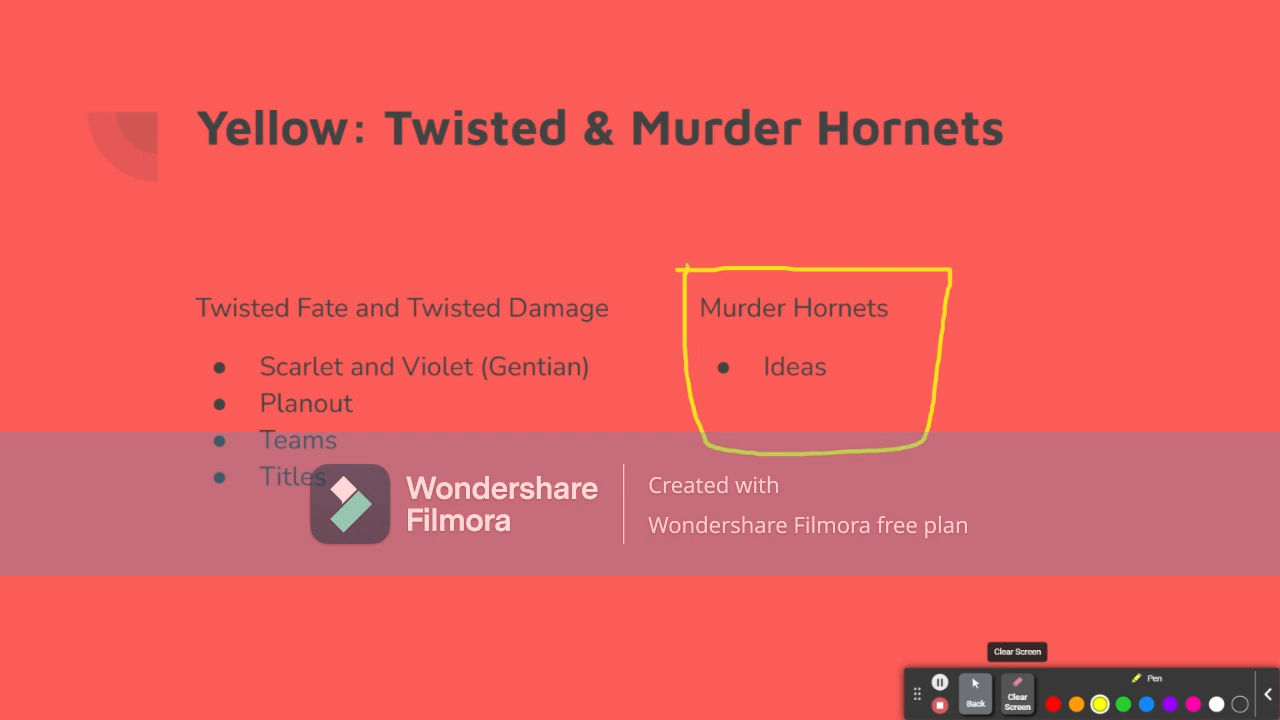 Yellow: Twisted & Murder Hornets
Twisted Fate and Twisted Damage
● Scarlet and Violet (Gentian)
● Planout
● Teams
● Titles
Murder Hornets
● Ideas
Wondershare
Filmora
Created with
Wondershare Filmora free plan
Clear Screen
Pen
Back
Clear
Screen